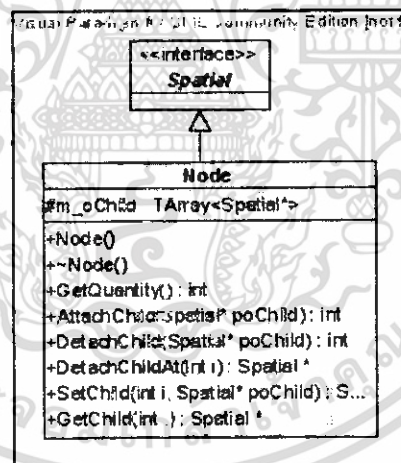 Visual Paradigm for UML Community Edition [not f
<<interface>>
Spatial
Node
#m_oChild : TArray<Spatial*>
+Node()
+~Node()
+GetQuantity() : int
+AttachChild(Spatial* poChild) : int
+DetachChild(Spatial* poChild) : int
+DetachChildAt(int i) : Spatial *
+SetChild(int i, Spatial* poChild) : S...
+GetChild(int i) : Spatial *